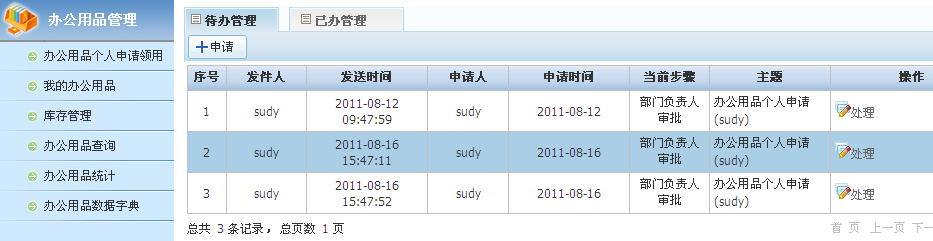 办公用品管理
办公用品个人申请领用
我的办公用品
库存管理
办公用品查询
办公用品统计
办公用品数据字典
待办管理 已办管理
申请
序号 发件人 发送时间 申请人 申请时间 当前步骤 主题 操作
1 sudy 2011-08-12 09:47:59 sudy 2011-08-12 部门负责人审批 办公用品个人申请(sudy) 处理
2 sudy 2011-08-16 15:47:11 sudy 2011-08-16 部门负责人审批 办公用品个人申请(sudy) 处理
3 sudy 2011-08-16 15:47:52 sudy 2011-08-16 部门负责人审批 办公用品个人申请(sudy) 处理
总共 3 条记录，总页数 1 页
首 页 上一页 下一